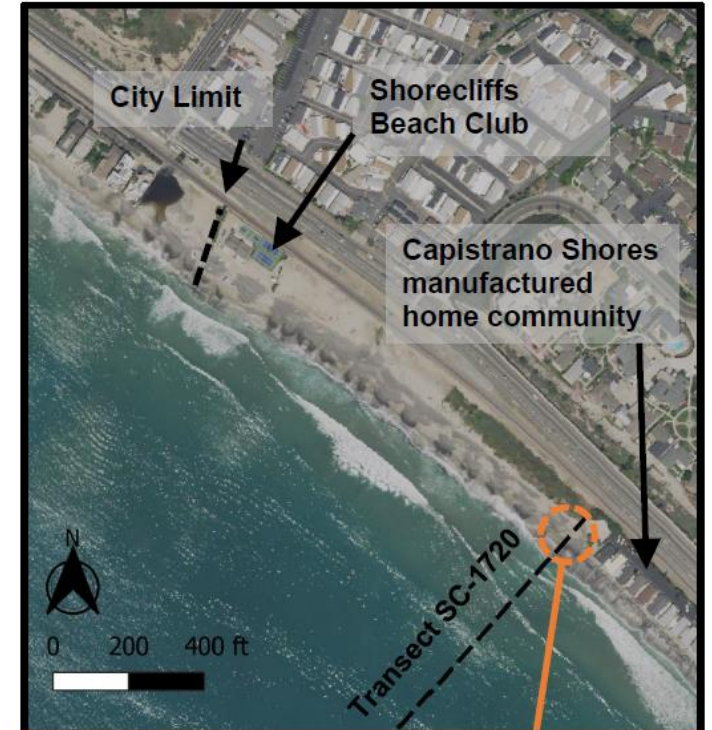 City Limit
Shorecliffs
Beach Club
Capistrano Shores
manufactured
home community
Transect SC-1720
N
0 200 400 ft